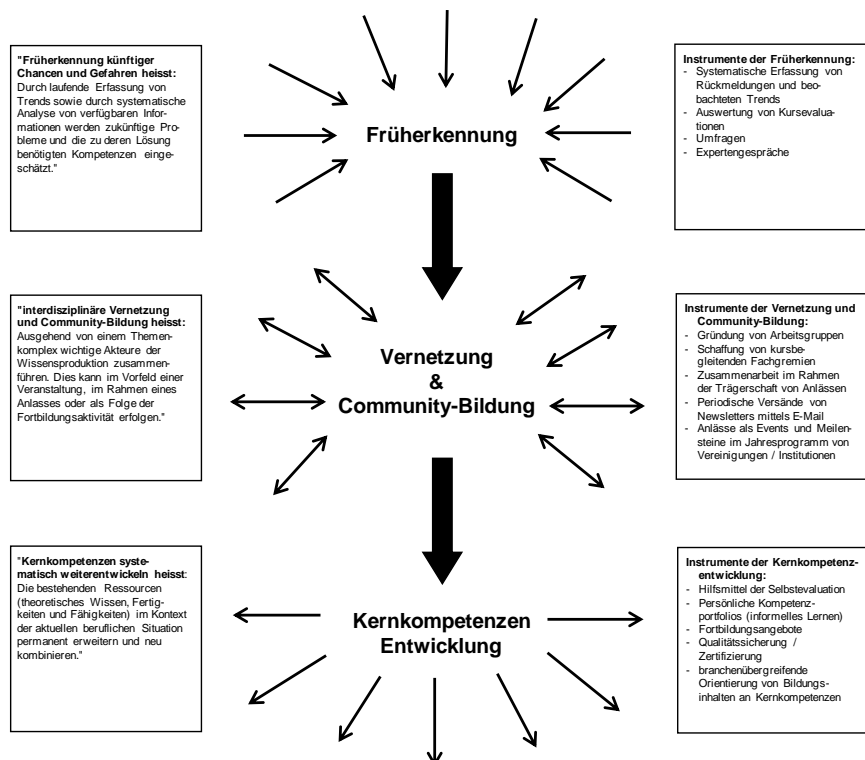 "Früherkennung künftiger
Chancen und Gefahren heisst:
Durch laufende Erfassung von
Trends sowie durch systematische
Analyse von verfügbaren Infor-
mationen werden zukünftige Pro-
bleme und die zu deren Lösung
benötigten Kompetenzen einge-
schätzt."
Früherkennung
Instrumente der Früherkennung:
- Systematische Erfassung von
Rückmeldungen und beo-
bachteten Trends
- Auswertung von Kursevalua-
tionen
- Umfragen
- Expertengespräche
"interdisziplinäre Vernetzung
und Community-Bildung heisst:
Ausgehend von einem Themen-
komplex wichtige Akteure der
Wissensproduktion zusammen-
führen. Dies kann im Vorfeld einer
Veranstaltung, im Rahmen eines
Anlasses oder als Folge der
Fortbildungsaktivität erfolgen."
Vernetzung
&
Community-Bildung
Instrumente der Vernetzung und
Community-Bildung:
- Gründung von Arbeitsgruppen
- Schaffung von kursbe-
gleitenden Fachgremien
- Zusammenarbeit im Rahmen
der Trägerschaft von Anlässen
- Periodische Versände von
Newsletters mittels E-Mail
- Anlässe als Events und Meilen-
steine im Jahresprogramm von
Vereinigungen / Institutionen
"Kernkompetenzen syste-
matisch weiterentwickeln heisst:
Die bestehenden Ressourcen
(theoretisches Wissen, Fertig-
keiten und Fähigkeiten) im Kontext
der aktuellen beruflichen Situation
permanent erweitern und neu
kombinieren."
Kernkompetenzen
Entwicklung
Instrumente der Kernkompetenz-
entwicklung:
- Hilfsmittel der Selbstevaluation
- Persönliche Kompetenz-
portfolios (informelles Lernen)
- Fortbildungsangebote
- Qualitätssicherung /
Zertifizierung
- branchenübergreifende
Orientierung von Bildungs-
inhalten an Kernkompetenzen